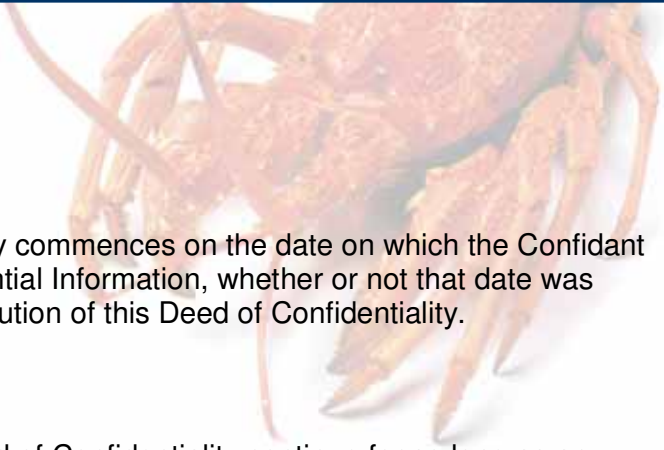 y commences on the date on which the Confidant
ntial Information, whether or not that date was
ution of this Deed of Confidentiality.